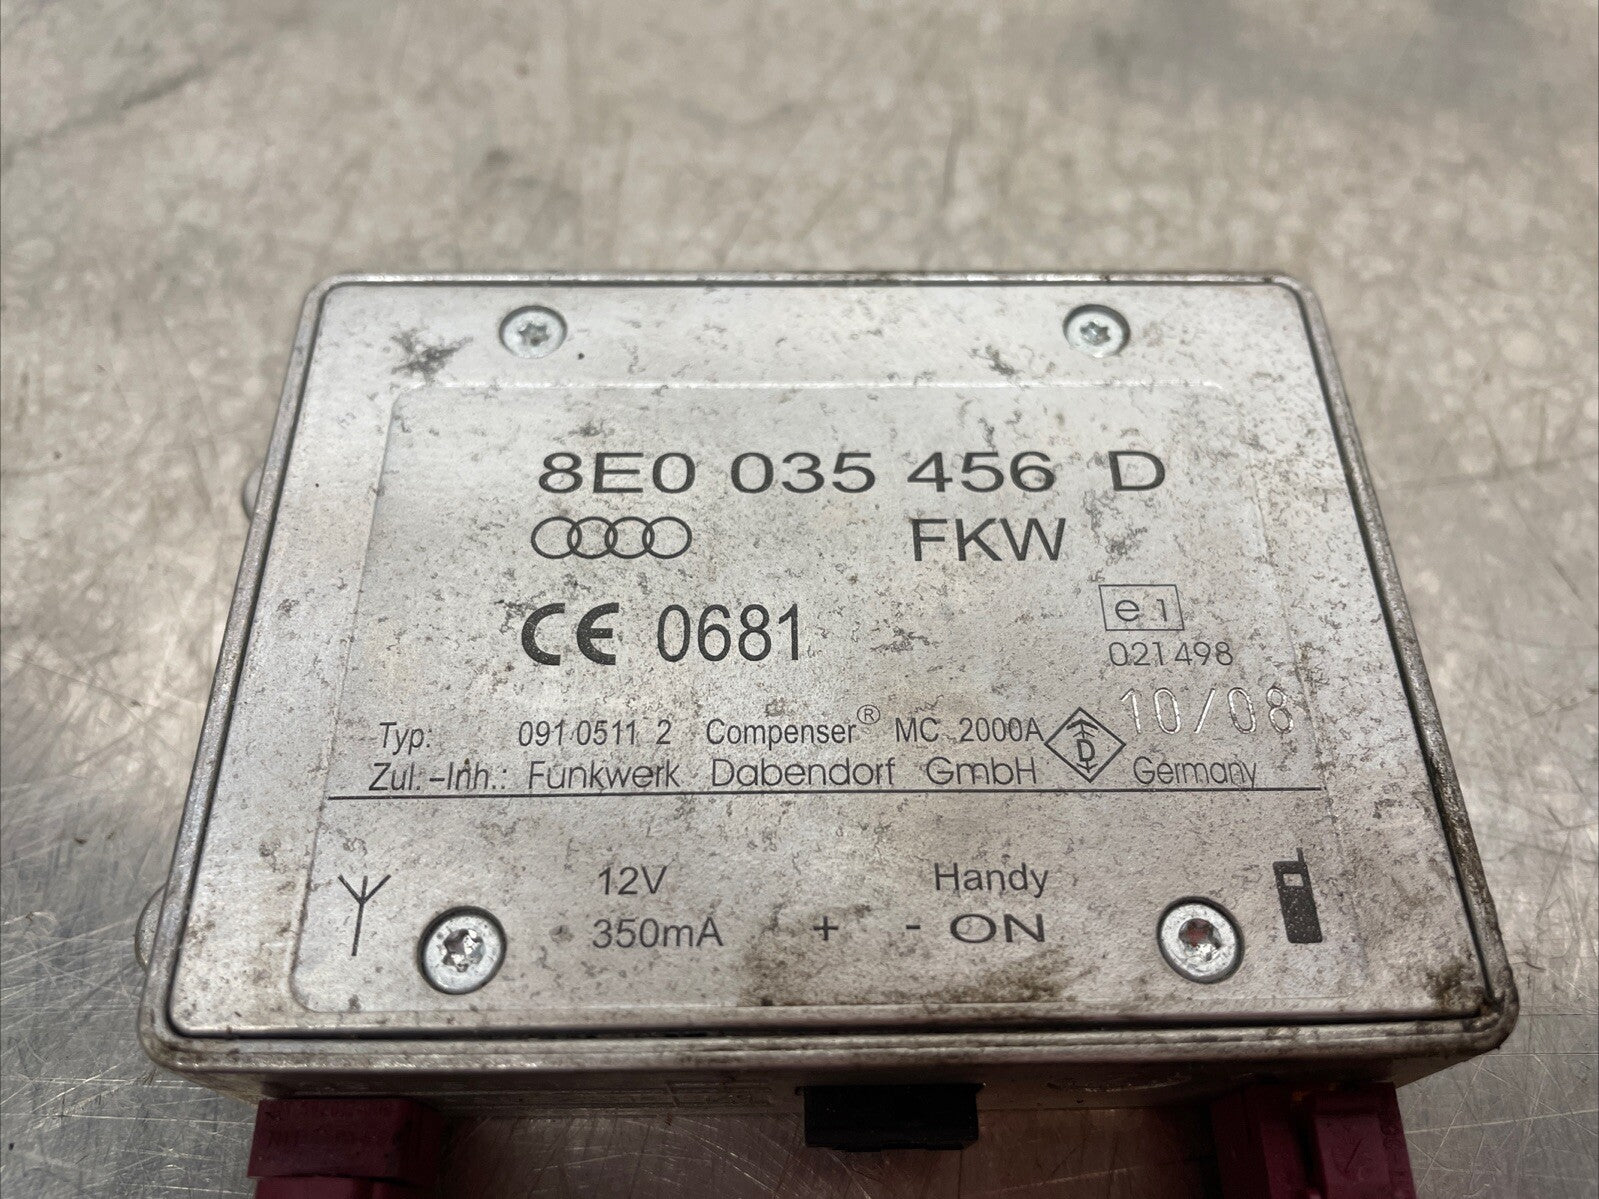 8E0 035 456 D
FKW
CE 0681
e1
021498
10/08
Typ: 091 0511 2 Compenser® MC 2000A D
Zul.-Inh.: Funkwerk Dabendorf GmbH Germany
12V Handy
350mA + - ON